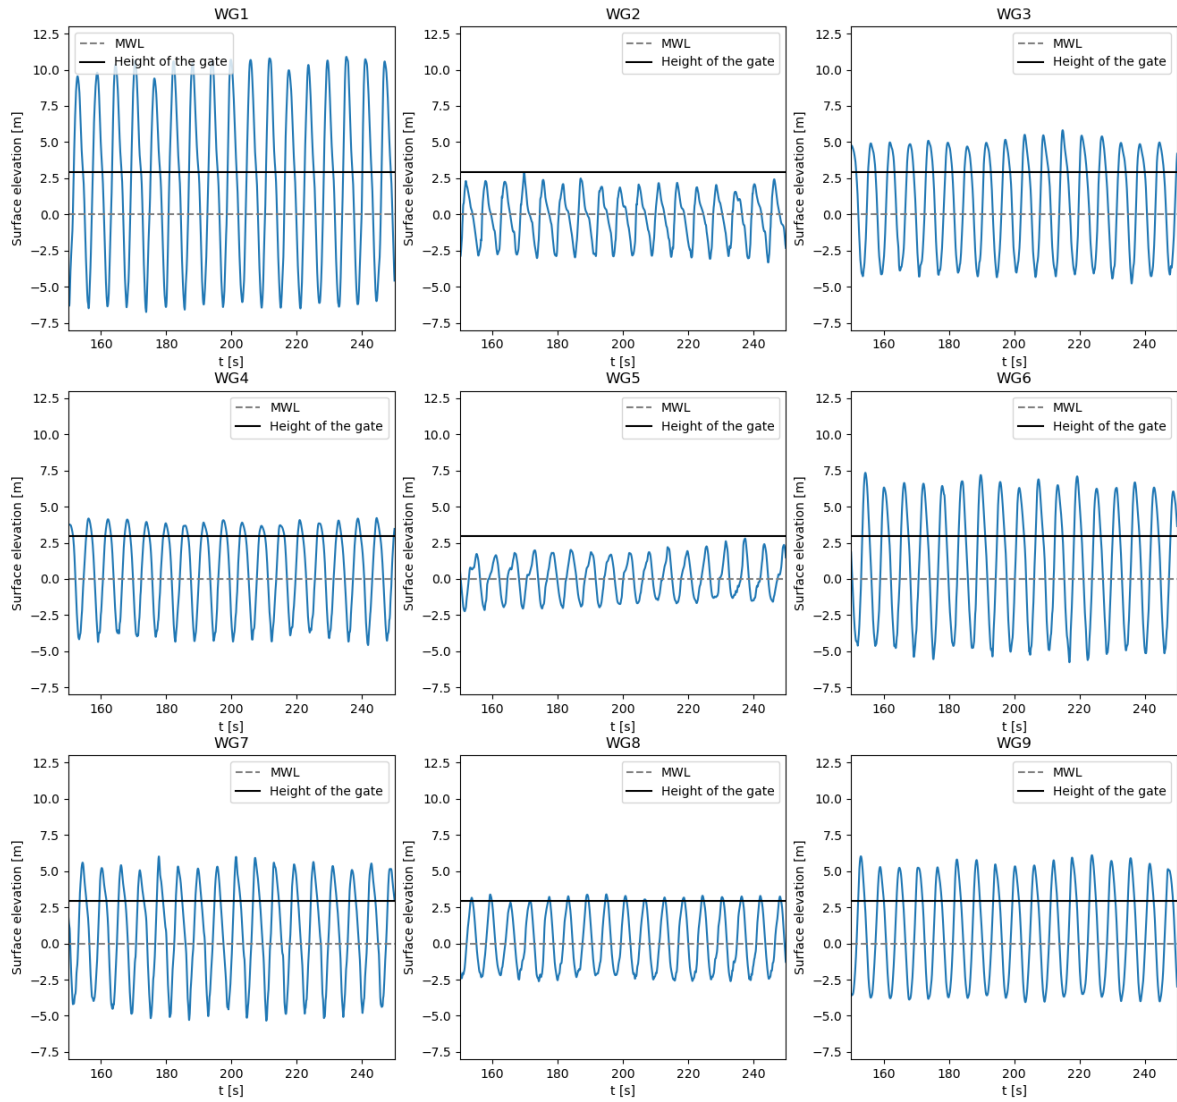 WG1
12.5
10.0
7.5
5.0
2.5
0.0
−2.5
−5.0
−7.5
Surface elevation [m]
MWL
Height of the gate
160 180 200 220 240
t [s]
WG2
12.5
10.0
7.5
5.0
2.5
0.0
−2.5
−5.0
−7.5
Surface elevation [m]
MWL
Height of the gate
160 180 200 220 240
t [s]
WG3
12.5
10.0
7.5
5.0
2.5
0.0
−2.5
−5.0
−7.5
Surface elevation [m]
MWL
Height of the gate
160 180 200 220 240
t [s]
WG4
12.5
10.0
7.5
5.0
2.5
0.0
−2.5
−5.0
−7.5
Surface elevation [m]
MWL
Height of the gate
160 180 200 220 240
t [s]
WG5
12.5
10.0
7.5
5.0
2.5
0.0
−2.5
−5.0
−7.5
Surface elevation [m]
MWL
Height of the gate
160 180 200 220 240
t [s]
WG6
12.5
10.0
7.5
5.0
2.5
0.0
−2.5
−5.0
−7.5
Surface elevation [m]
MWL
Height of the gate
160 180 200 220 240
t [s]
WG7
12.5
10.0
7.5
5.0
2.5
0.0
−2.5
−5.0
−7.5
Surface elevation [m]
MWL
Height of the gate
160 180 200 220 240
t [s]
WG8
12.5
10.0
7.5
5.0
2.5
0.0
−2.5
−5.0
−7.5
Surface elevation [m]
MWL
Height of the gate
160 180 200 220 240
t [s]
WG9
12.5
10.0
7.5
5.0
2.5
0.0
−2.5
−5.0
−7.5
Surface elevation [m]
MWL
Height of the gate
160 180 200 220 240
t [s]